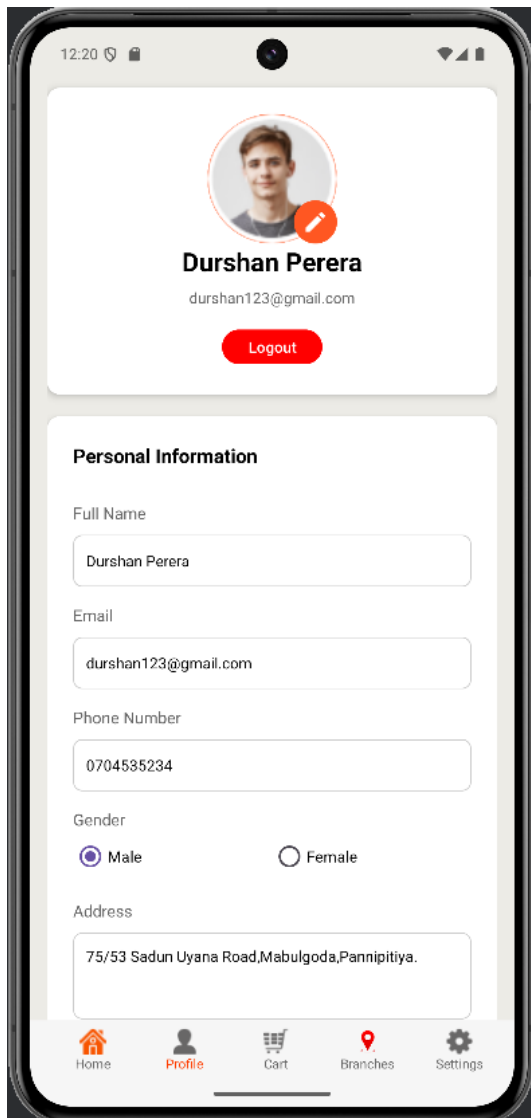 12:20
Durshan Perera
durshan123@gmail.com
Logout
Personal Information
Full Name
Durshan Perera
Email
durshan123@gmail.com
Phone Number
0704535234
Gender
Male Female
Address
75/53 Sadun Uyana Road,Mabulgoda,Pannipitiya.
Home Profile Cart Branches Settings